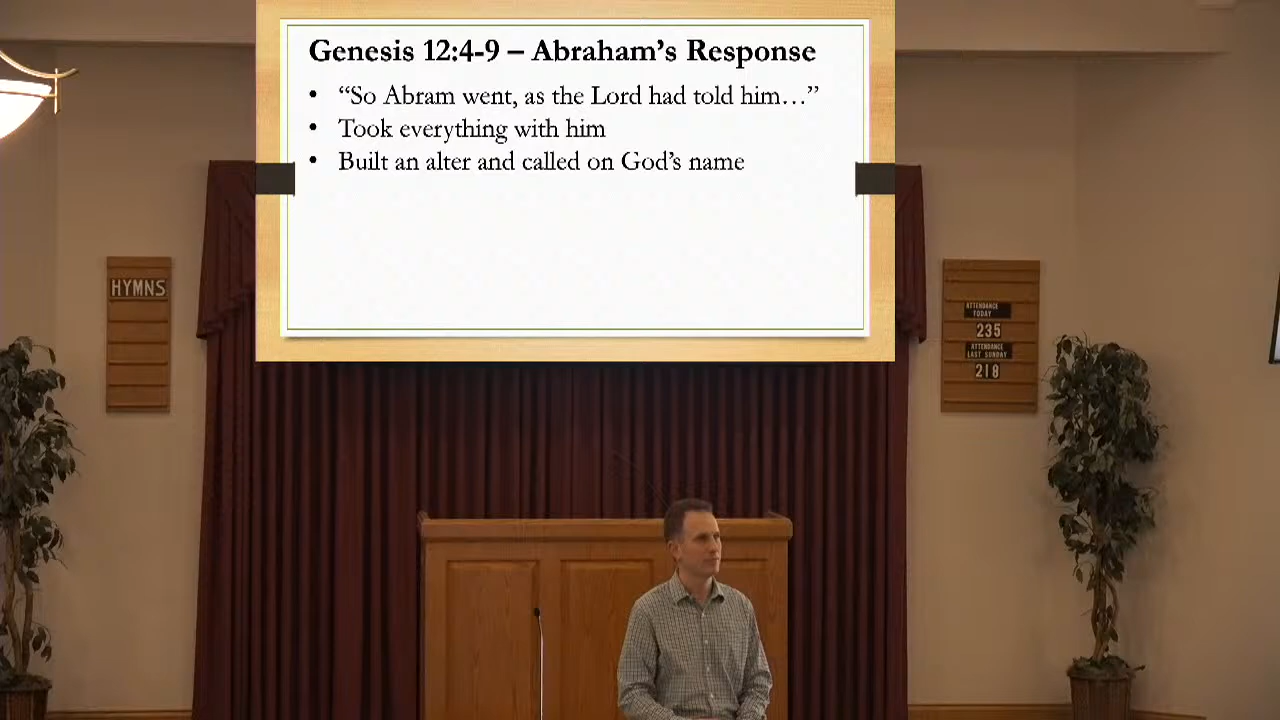 Genesis 12:4-9 – Abraham’s Response
• “So Abram went, as the Lord had told him…”
• Took everything with him
• Built an alter and called on God’s name
HYMNS
ATTENDANCE
TODAY
235
ATTENDANCE
LAST SUNDAY
218